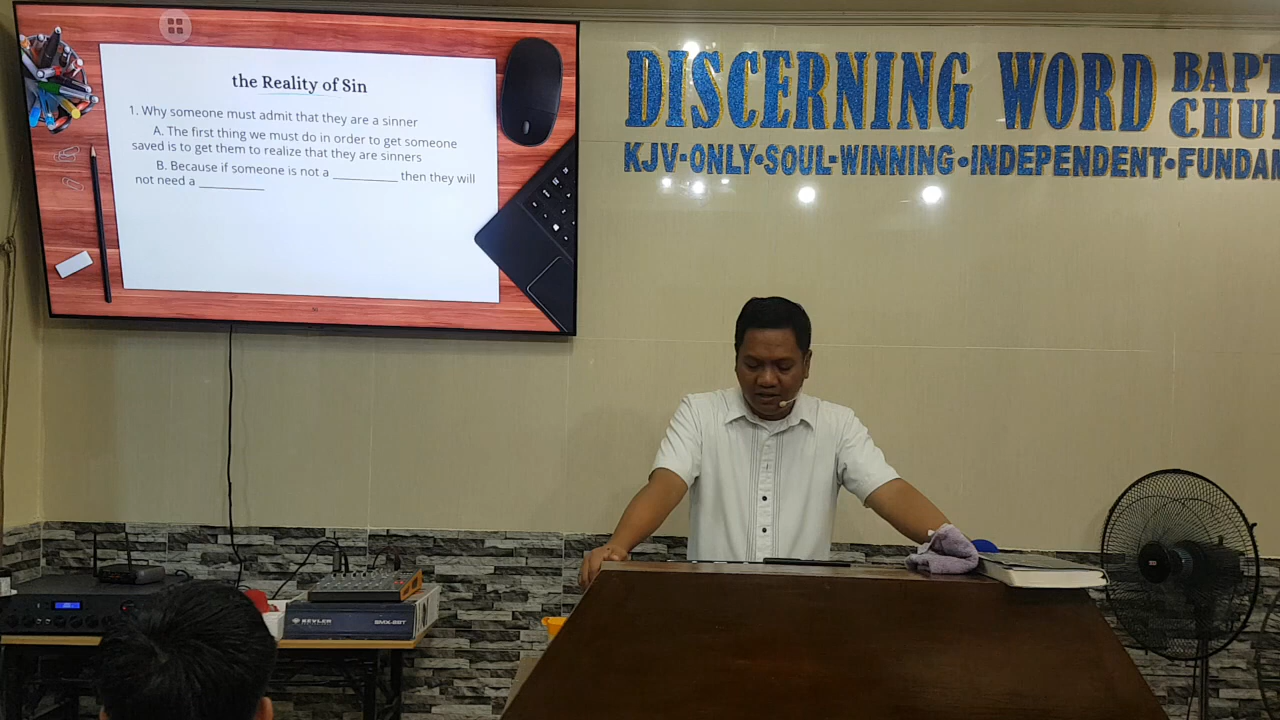 the Reality of Sin
1. Why someone must admit that they are a sinner
A. The first thing we must do in order to get someone
saved is to get them to realize that they are sinners
B. Because if someone is not a __________ then they will
not need a __________
DISCERNING WORD BAPT
CHU
KJV•ONLY•SOUL-WINNING•INDEPENDENT•FUNDAM
KEVLER GMX-8BT